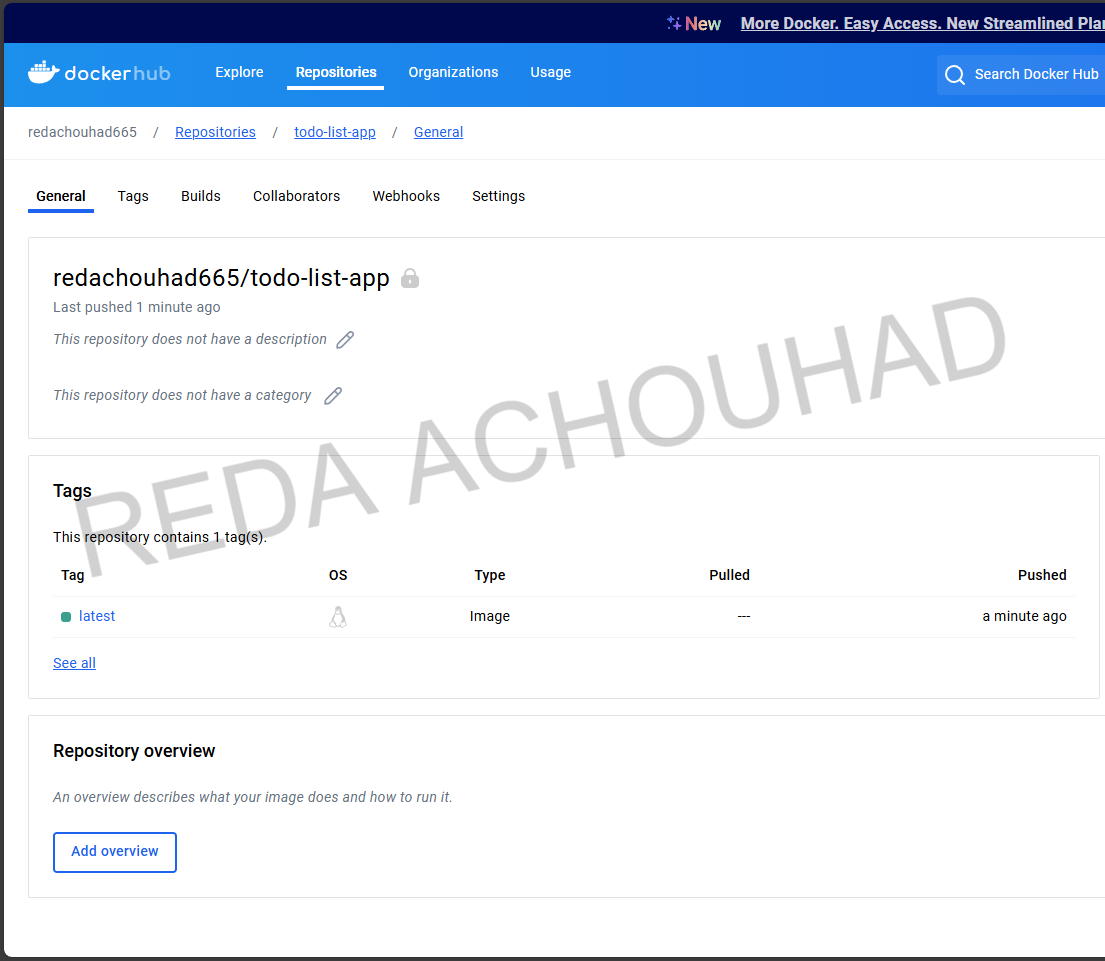 New More Docker. Easy Access. New Streamlined Pla
dockerhub Explore Repositories Organizations Usage Search Docker Hub
redachouhad665 / Repositories / todo-list-app / General
General Tags Builds Collaborators Webhooks Settings
redachouhad665/todo-list-app
Last pushed 1 minute ago
This repository does not have a description
This repository does not have a category
REDA ACHOUHAD
Tags
This repository contains 1 tag(s).
Tag OS Type Pulled Pushed
latest Image --- a minute ago
See all
Repository overview
An overview describes what your image does and how to run it.
Add overview